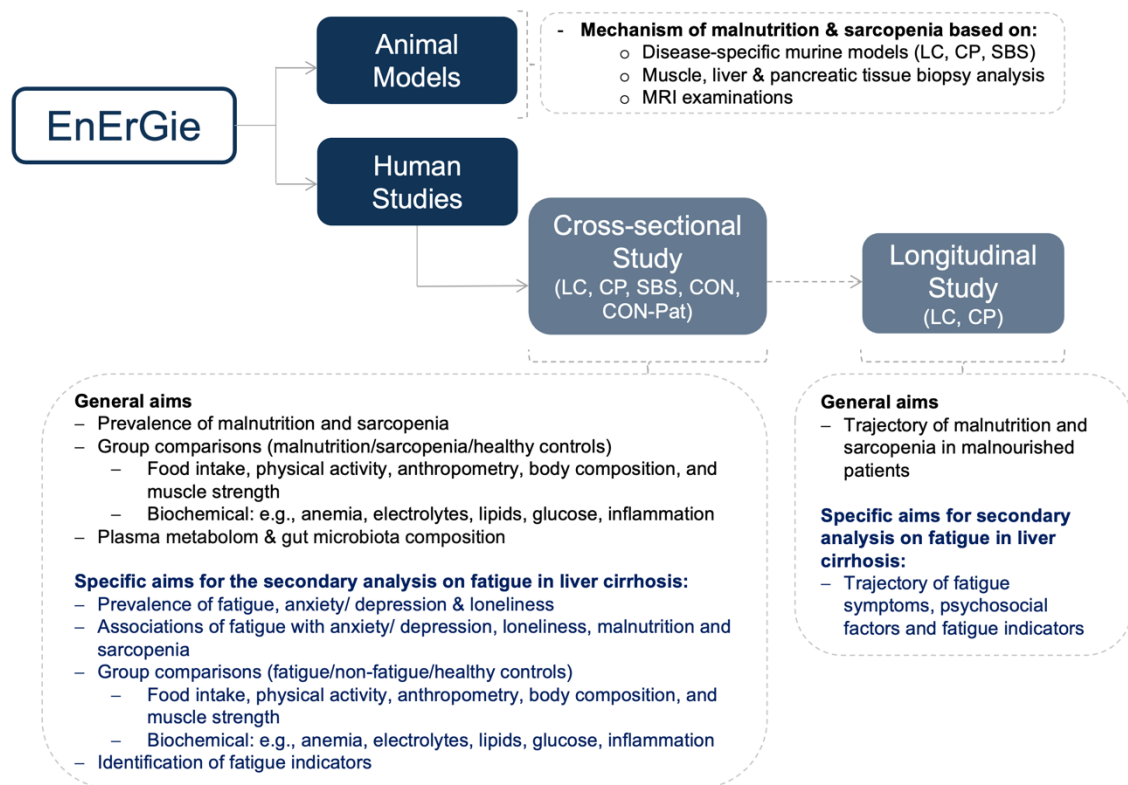 EnErGie
Animal
Models
- Mechanism of malnutrition & sarcopenia based on:
o Disease-specific murine models (LC, CP, SBS)
o Muscle, liver & pancreatic tissue biopsy analysis
o MRI examinations
Human
Studies
Cross-sectional
Study
(LC, CP, SBS, CON,
CON-Pat)
Longitudinal
Study
(LC, CP)
General aims
– Prevalence of malnutrition and sarcopenia
– Group comparisons (malnutrition/sarcopenia/healthy controls)
– Food intake, physical activity, anthropometry, body composition, and
muscle strength
– Biochemical: e.g., anemia, electrolytes, lipids, glucose, inflammation
– Plasma metabolom & gut microbiota composition
Specific aims for the secondary analysis on fatigue in liver cirrhosis:
– Prevalence of fatigue, anxiety/ depression & loneliness
– Associations of fatigue with anxiety/ depression, loneliness, malnutrition and
sarcopenia
– Group comparisons (fatigue/non-fatigue/healthy controls)
– Food intake, physical activity, anthropometry, body composition, and
muscle strength
– Biochemical: e.g., anemia, electrolytes, lipids, glucose, inflammation
– Identification of fatigue indicators
General aims
– Trajectory of malnutrition and
sarcopenia in malnourished
patients
Specific aims for secondary
analysis on fatigue in liver
cirrhosis:
– Trajectory of fatigue
symptoms, psychosocial
factors and fatigue indicators